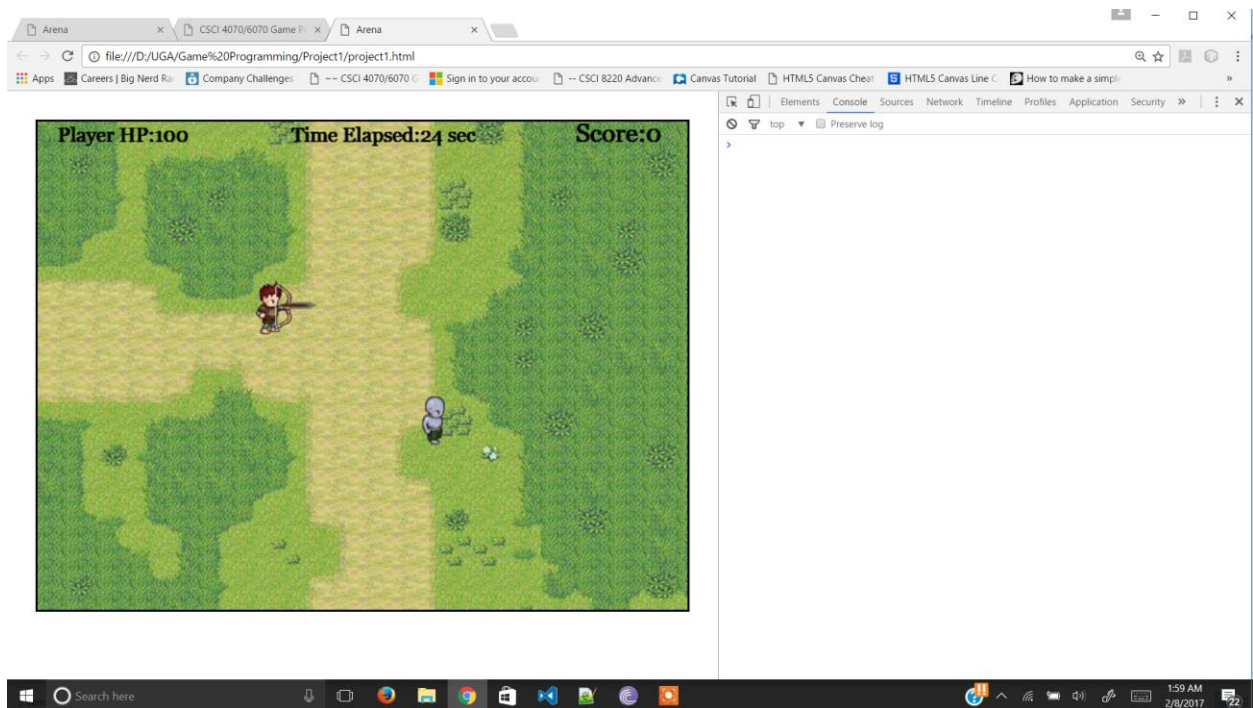 Arena
CSCI 4070/6070 Game P
Arena
file:///D:/UGA/Game%20Programming/Project1/project1.html
Apps Careers | Big Nerd Ra Company Challenges ~~ CSCI 4070/6070 G Sign in to your accou -- CSCI 8220 Advance Canvas Tutorial HTML5 Canvas Cheat HTML5 Canvas Line C How to make a simpl »
Elements Console Sources Network Timeline Profiles Application Security »
top Preserve log
Player HP:100 Time Elapsed:24 sec Score:0
Search here
1:59 AM
2/8/2017
22